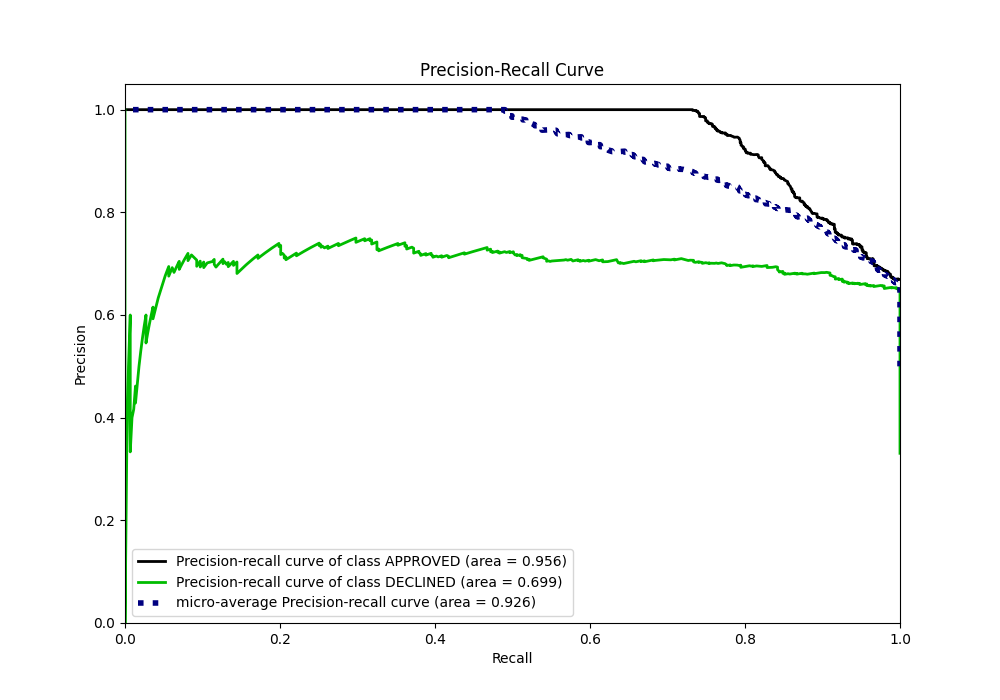 Precision-Recall Curve
1.0
0.8
0.6
0.4
0.2
0.0
Precision
Precision-recall curve of class APPROVED (area = 0.956)
Precision-recall curve of class DECLINED (area = 0.699)
micro-average Precision-recall curve (area = 0.926)
0.0 0.2 0.4 0.6 0.8 1.0
Recall